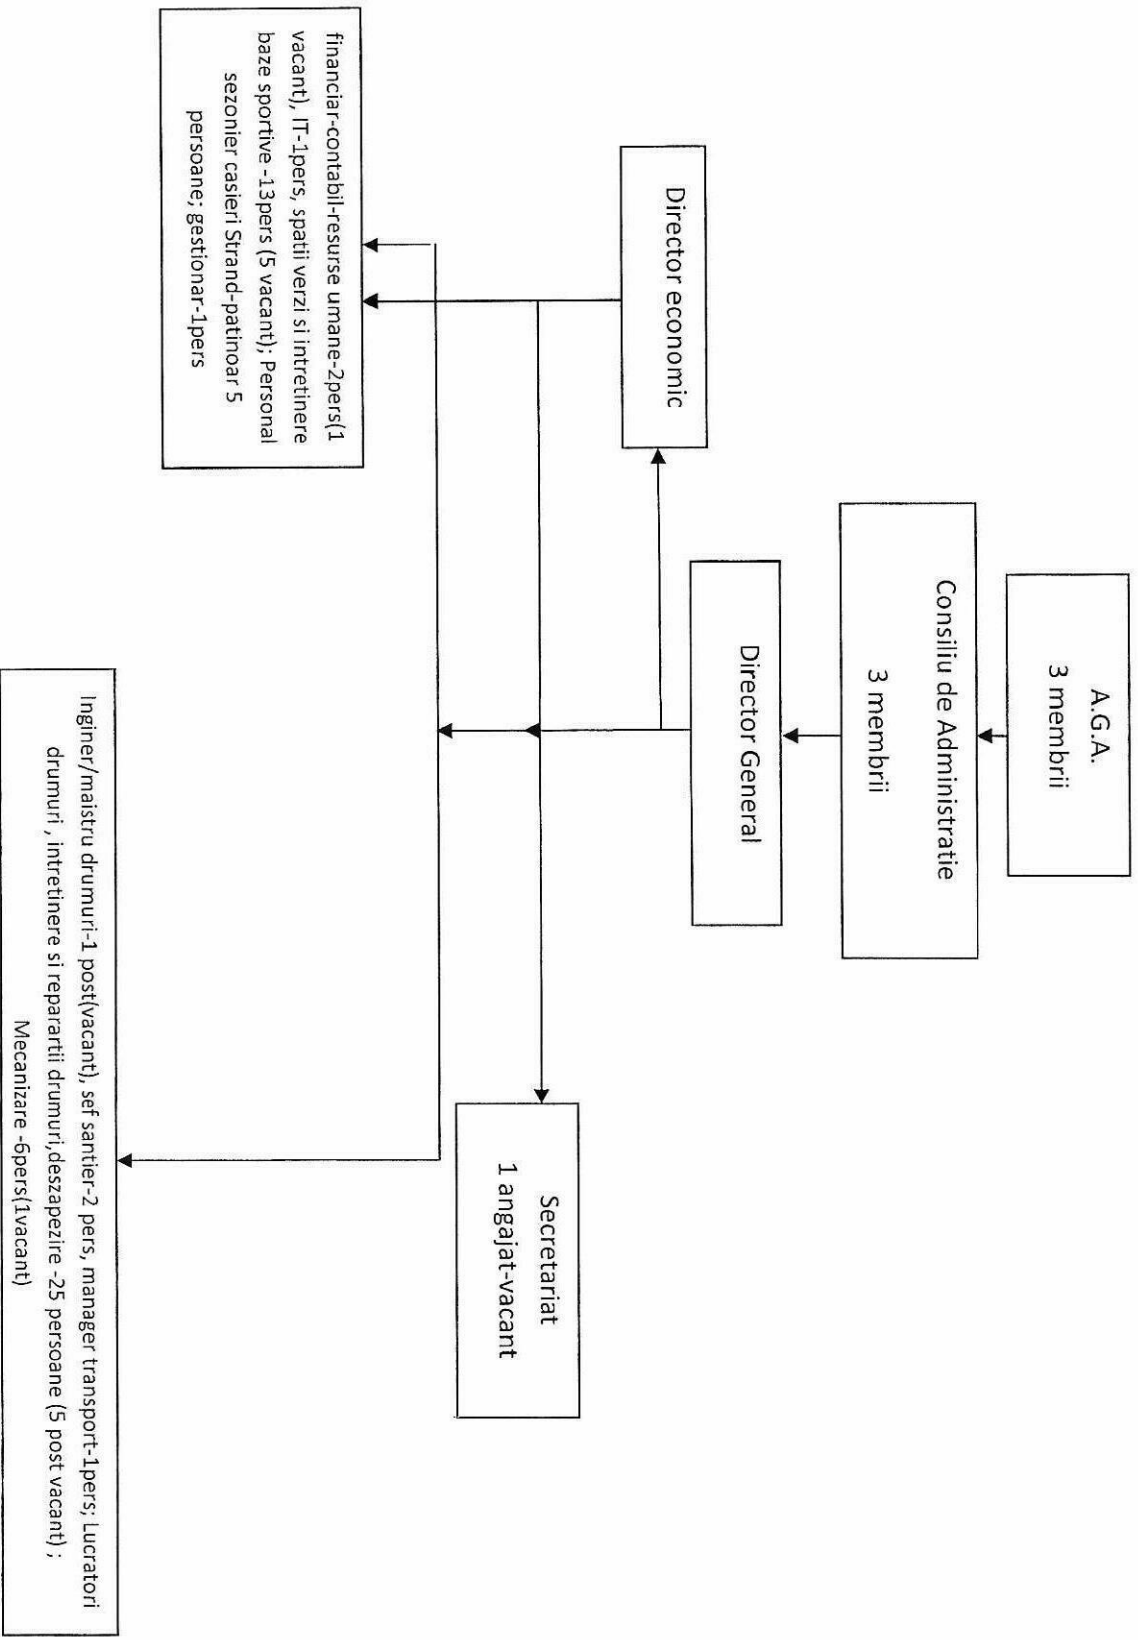 A.G.A.
3 membrii
Consiliu de Administratie
3 membrii
Director General
Director economic
Secretariat
1 angajat-vacant
financiar-contabil-resurse umane-2pers(1
vacant), IT-1pers, spatii verzi si intretinere
baze sportive -13pers (5 vacant); Personal
sezonier casieri Strand-patinoar 5
persoane; gestionar-1pers
Inginer/maistru drumuri-1 post(vacant), sef santier-2 pers, manager transport-1pers; Lucratori
drumuri , intretinere si reparartii drumuri,deszapezire -25 persoane (5 post vacant) ;
Mecanizare -6pers(1vacant)